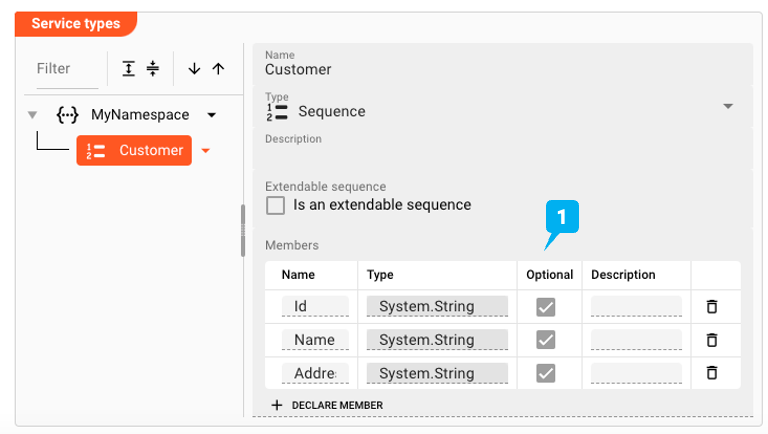 Service types
Filter
MyNamespace
Customer
Name
Customer
Type
Sequence
Description
Extendable sequence
Is an extendable sequence
1
Members
Name Type Optional Description
Id System.String
Name System.String
Addre System.String
+ DECLARE MEMBER